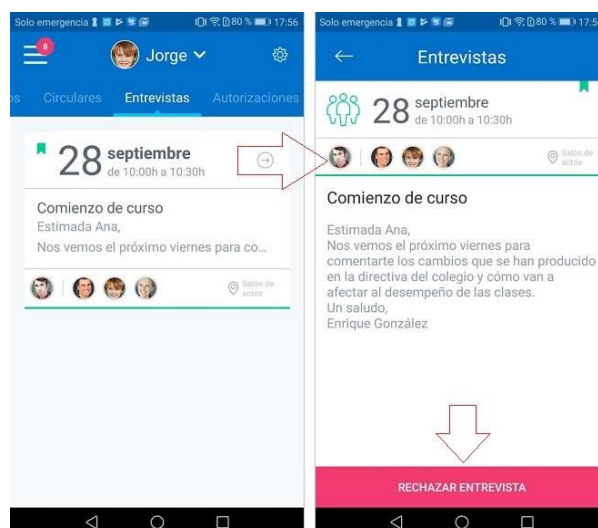 Solo emergencia 80 % 17:56
8
Jorge
os Circulares Entrevistas Autorizaciones
28 septiembre
de 10:00h a 10:30h
Comienzo de curso
Estimada Ana,
Nos vemos el próximo viernes para co...
Salón de
actos
Solo emergencia 80 % 17:56
Entrevistas
28 septiembre
de 10:00h a 10:30h
Salón de
actos
Comienzo de curso
Estimada Ana,
Nos vemos el próximo viernes para
comentarte los cambios que se han producido
en la directiva del colegio y cómo van a
afectar al desempeño de las clases.
Un saludo,
Enrique González
RECHAZAR ENTREVISTA